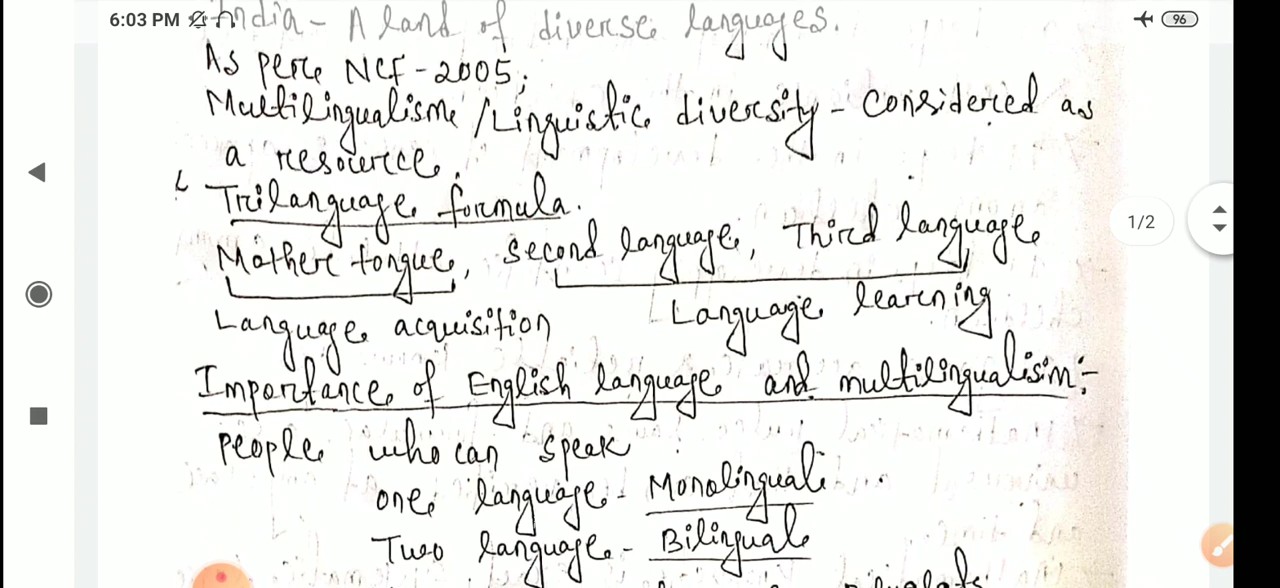 6:03 PM
96
India - A land of diverse languages.
As per NCF-2005;
Multilingualism /Linguistic diversity - Considered as
a resource.
Trilanguage formula.
Mother tongue, Second language, Third language
Language acquisition Language learning
1/2
Importance of English language and multilingualism:-
people who can speak
one language - Monolingual
Two language - Bilingual